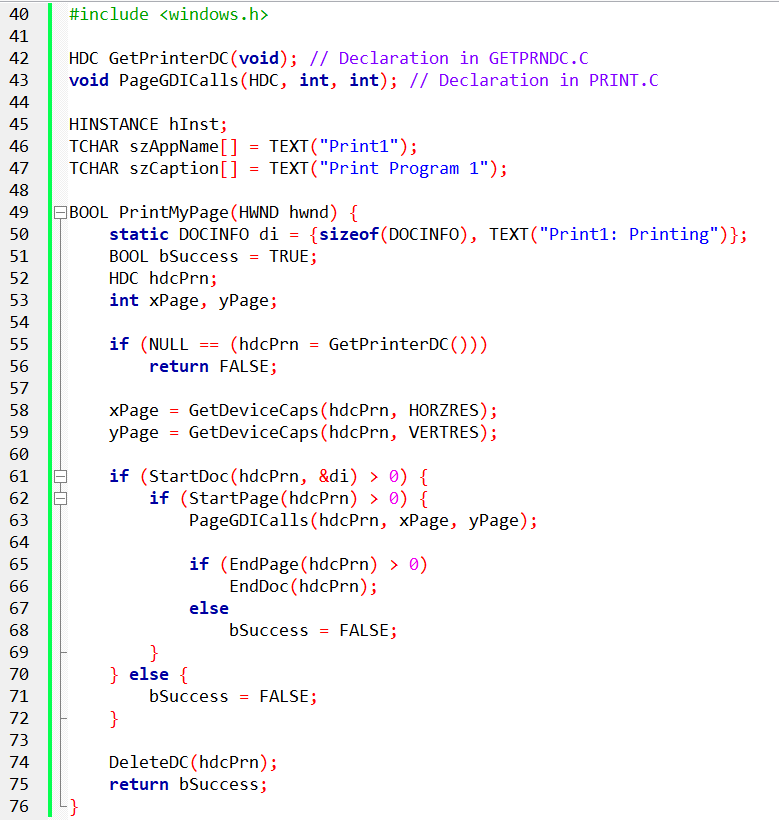 40 #include <windows.h>
41
42 HDC GetPrinterDC(void); // Declaration in GETPRNDC.C
43 void PageGDICalls(HDC, int, int); // Declaration in PRINT.C
44
45 HINSTANCE hInst;
46 TCHAR szAppName[] = TEXT("Print1");
47 TCHAR szCaption[] = TEXT("Print Program 1");
48
49 BOOL PrintMyPage(HWND hwnd) {
50     static DOCINFO di = {sizeof(DOCINFO), TEXT("Print1: Printing")};
51     BOOL bSuccess = TRUE;
52     HDC hdcPrn;
53     int xPage, yPage;
54
55     if (NULL == (hdcPrn = GetPrinterDC()))
56         return FALSE;
57
58     xPage = GetDeviceCaps(hdcPrn, HORZRES);
59     yPage = GetDeviceCaps(hdcPrn, VERTRES);
60
61     if (StartDoc(hdcPrn, &di) > 0) {
62         if (StartPage(hdcPrn) > 0) {
63             PageGDICalls(hdcPrn, xPage, yPage);
64
65             if (EndPage(hdcPrn) > 0)
66                 EndDoc(hdcPrn);
67             else
68                 bSuccess = FALSE;
69         }
70     } else {
71         bSuccess = FALSE;
72     }
73
74     DeleteDC(hdcPrn);
75     return bSuccess;
76 }